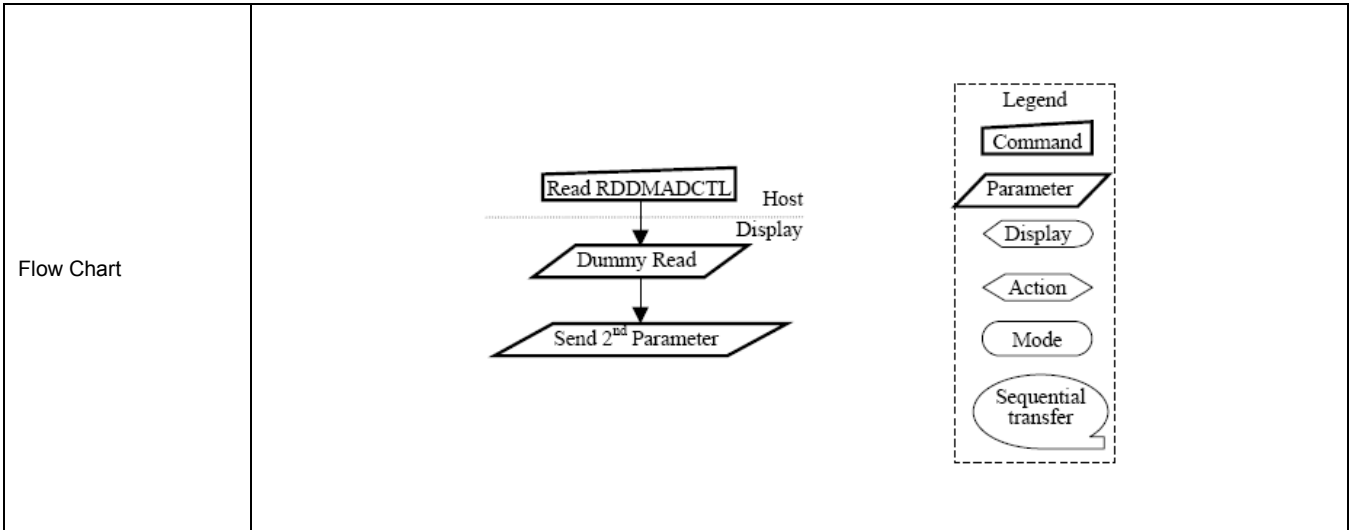 Flow Chart
Read RDDMADCTL
Host
Display
Dummy Read
Send 2nd Parameter
Legend
Command
Parameter
Display
Action
Mode
Sequential
transfer